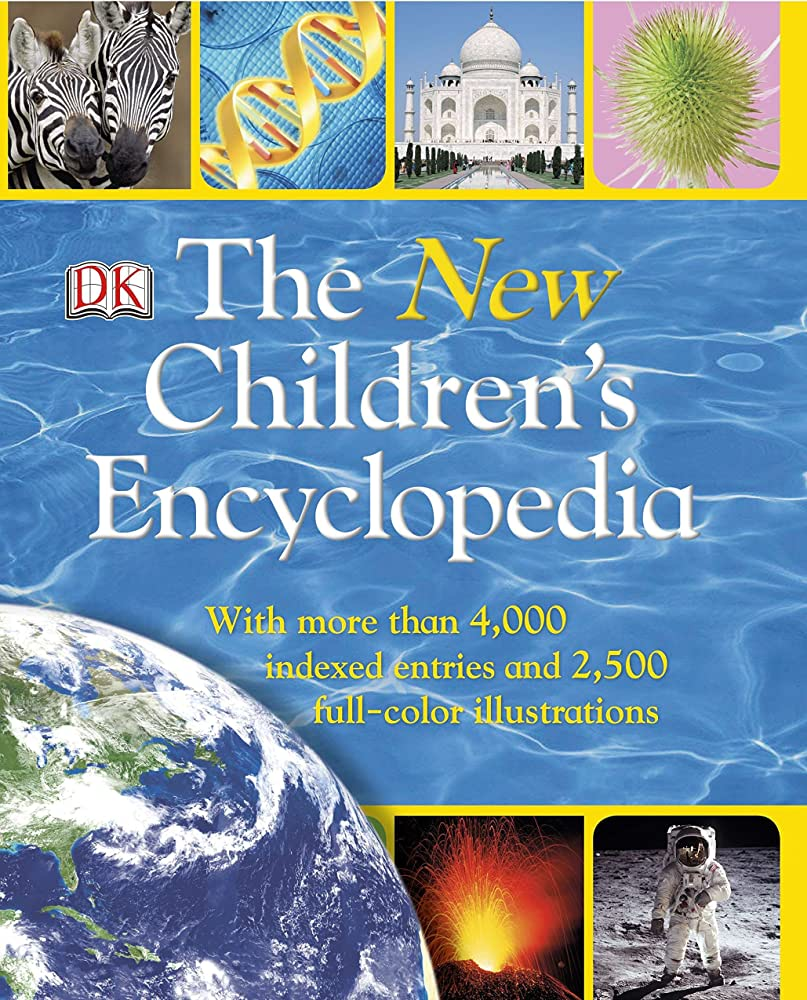 DK
The New
Children's
Encyclopedia
With more than 4,000
indexed entries and 2,500
full-color illustrations